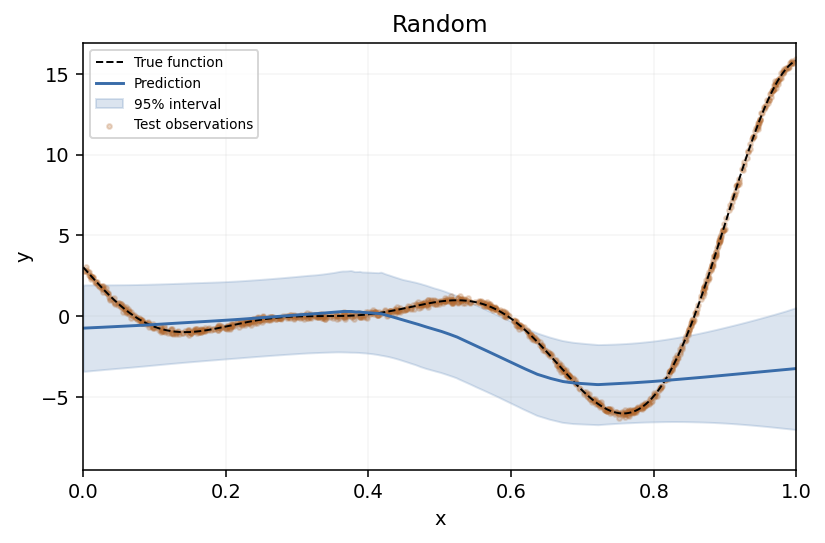 Random
True function
Prediction
95% interval
Test observations
15
10
5
0
−5
y
0.0 0.2 0.4 0.6 0.8 1.0
x